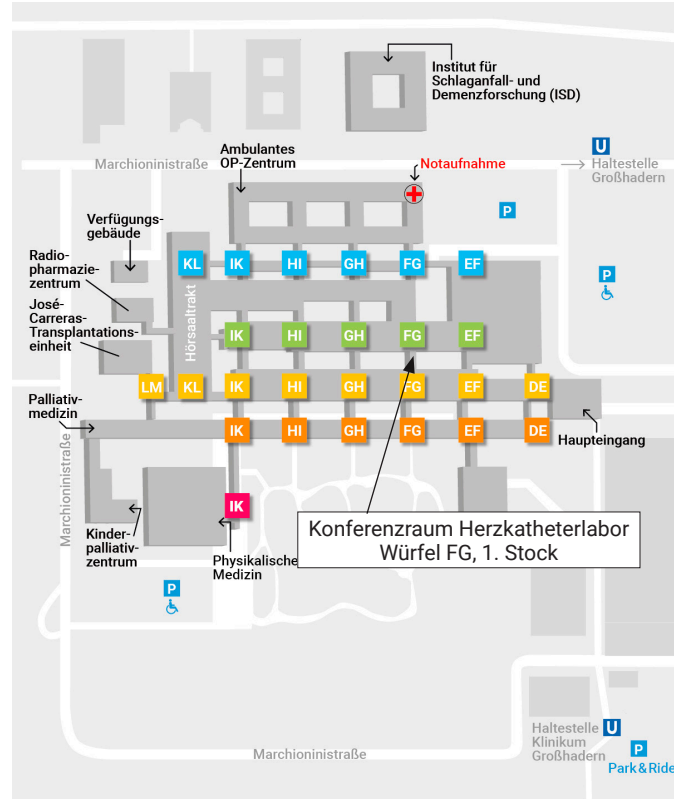 Institut für
Schlaganfall- und
Demenzforschung (ISD)
Ambulantes
OP-Zentrum
Marchioninistraße
Notaufnahme
U
Haltestelle
Großhadern
P
P
Verfügungs-
gebäude
Radio-
pharmazie-
zentrum
José-
Carreras-
Transplantations-
einheit
Hörsaaltrakt
KL IK HI GH FG EF
IK HI GH FG EF
LM KL IK HI GH FG EF DE
IK HI GH FG EF DE
Palliativ-
medizin
Haupteingang
Marchioninistraße
IK
Kinder-
palliativ-
zentrum
Physikalische
Medizin
Konferenzraum Herzkatheterlabor
Würfel FG, 1. Stock
P
Haltestelle
Klinikum
Großhadern
U
P
Park & Ride
Marchioninistraße